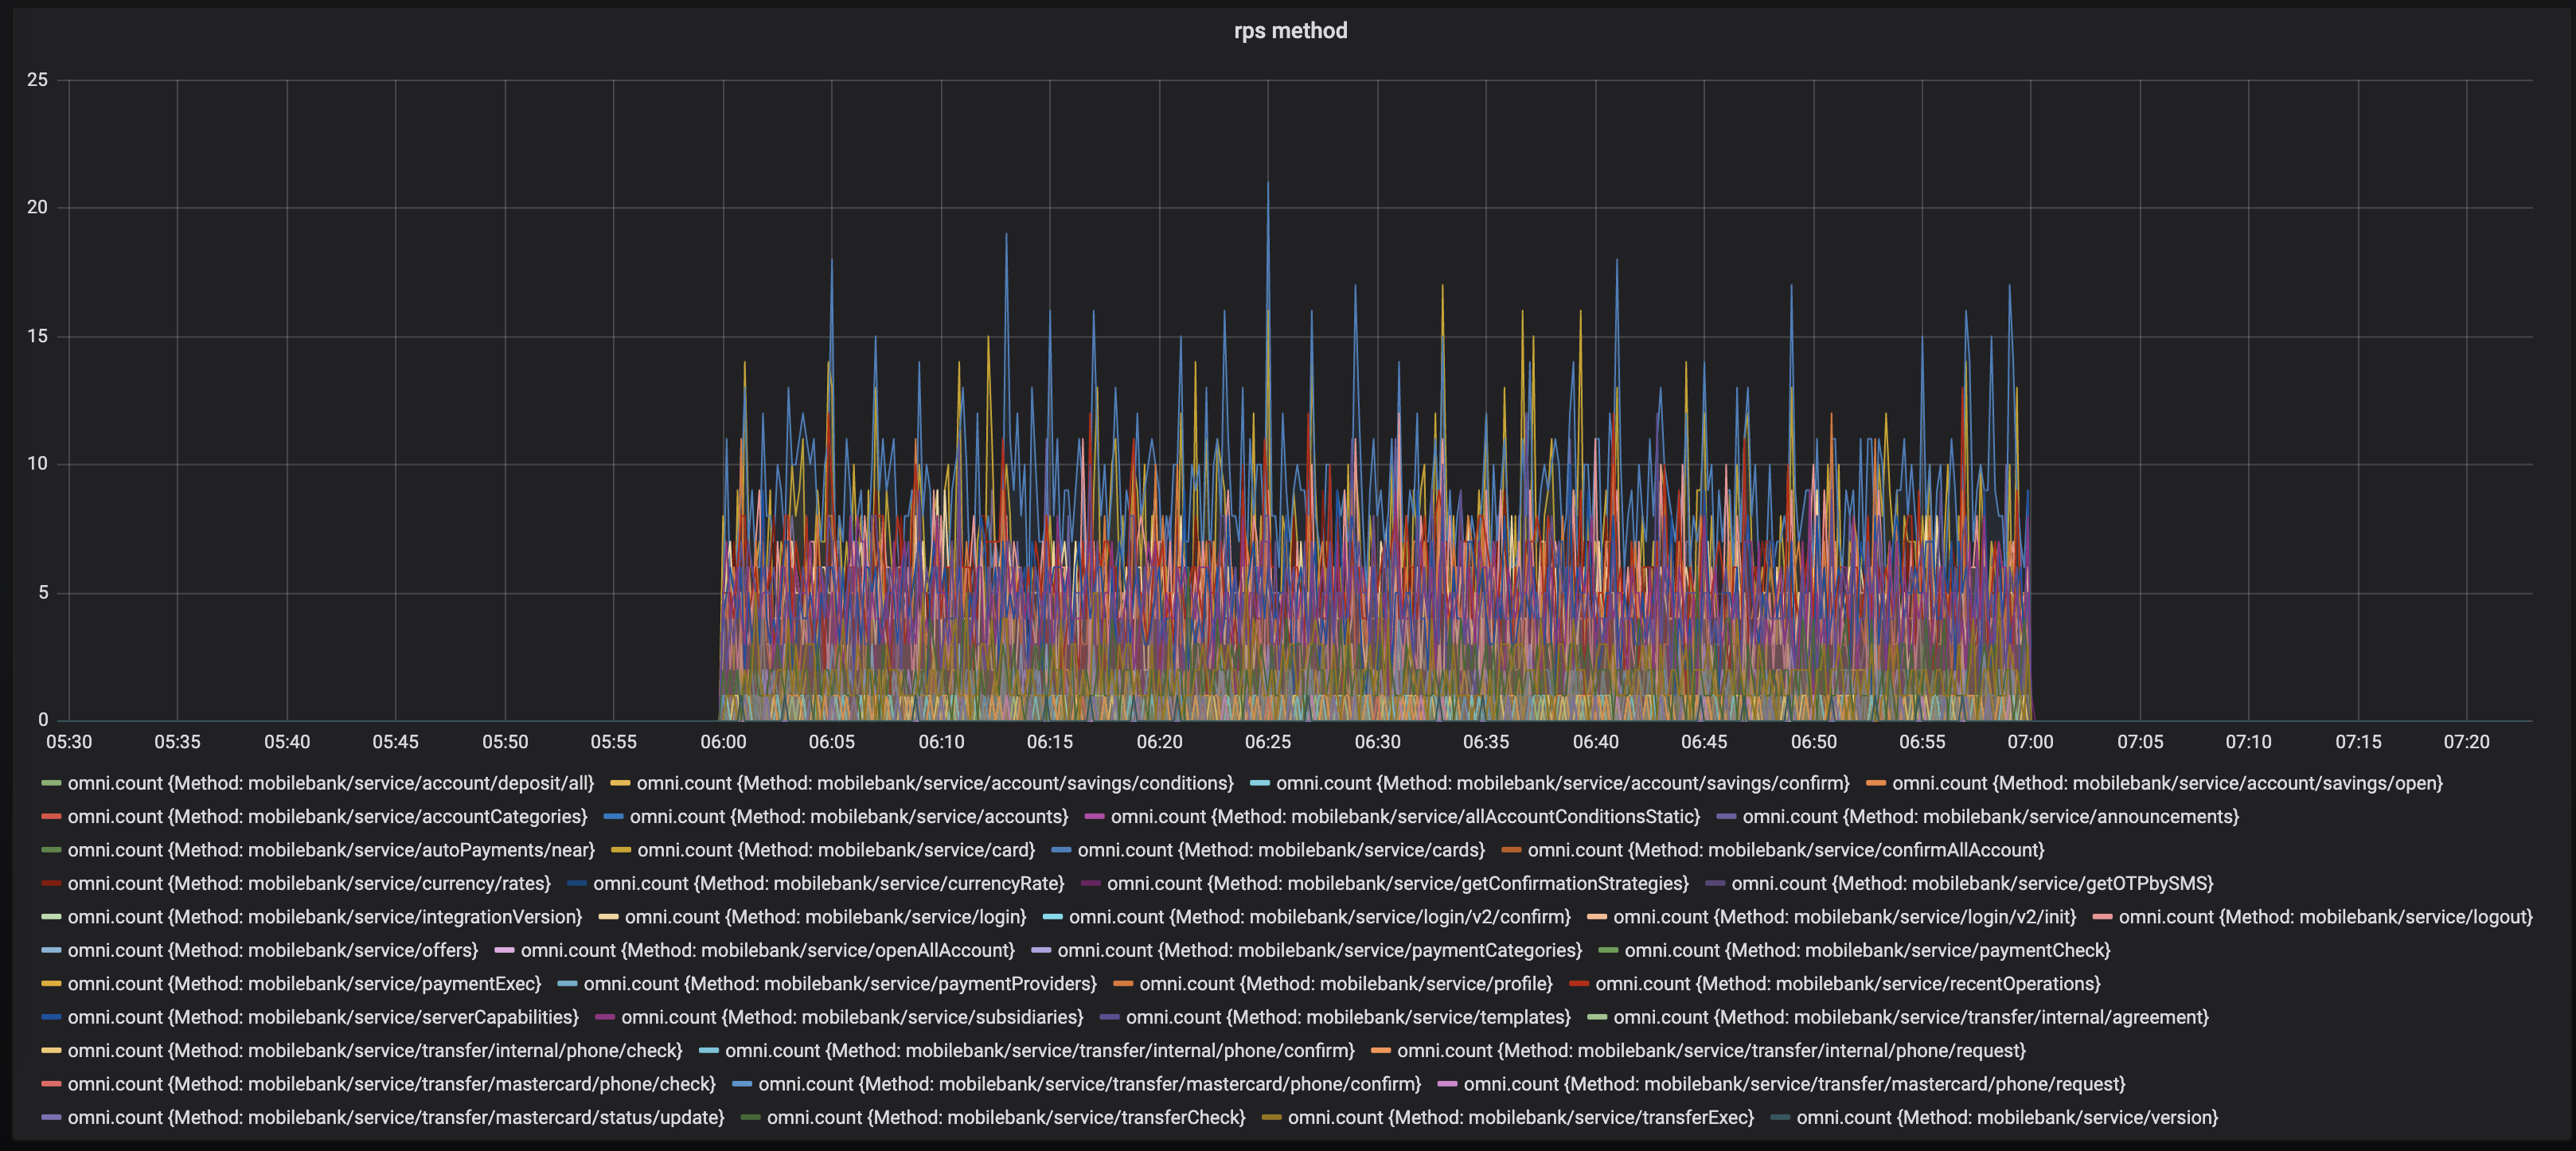 rps method
25
20
15
10
5
0
05:30 05:35 05:40 05:45 05:50 05:55 06:00 06:05 06:10 06:15 06:20 06:25 06:30 06:35 06:40 06:45 06:50 06:55 07:00 07:05 07:10 07:15 07:20
omni.count {Method: mobilebank/service/account/deposit/all} omni.count {Method: mobilebank/service/account/savings/conditions} omni.count {Method: mobilebank/service/account/savings/confirm} omni.count {Method: mobilebank/service/account/savings/open}
omni.count {Method: mobilebank/service/accountCategories} omni.count {Method: mobilebank/service/accounts} omni.count {Method: mobilebank/service/allAccountConditionsStatic} omni.count {Method: mobilebank/service/announcements}
omni.count {Method: mobilebank/service/autoPayments/near} omni.count {Method: mobilebank/service/card} omni.count {Method: mobilebank/service/cards} omni.count {Method: mobilebank/service/confirmAllAccount}
omni.count {Method: mobilebank/service/currency/rates} omni.count {Method: mobilebank/service/currencyRate} omni.count {Method: mobilebank/service/getConfirmationStrategies} omni.count {Method: mobilebank/service/getOTPbySMS}
omni.count {Method: mobilebank/service/integrationVersion} omni.count {Method: mobilebank/service/login} omni.count {Method: mobilebank/service/login/v2/confirm} omni.count {Method: mobilebank/service/login/v2/init} omni.count {Method: mobilebank/service/logout}
omni.count {Method: mobilebank/service/offers} omni.count {Method: mobilebank/service/openAllAccount} omni.count {Method: mobilebank/service/paymentCategories} omni.count {Method: mobilebank/service/paymentCheck}
omni.count {Method: mobilebank/service/paymentExec} omni.count {Method: mobilebank/service/paymentProviders} omni.count {Method: mobilebank/service/profile} omni.count {Method: mobilebank/service/recentOperations}
omni.count {Method: mobilebank/service/serverCapabilities} omni.count {Method: mobilebank/service/subsidiaries} omni.count {Method: mobilebank/service/templates} omni.count {Method: mobilebank/service/transfer/internal/agreement}
omni.count {Method: mobilebank/service/transfer/internal/phone/check} omni.count {Method: mobilebank/service/transfer/internal/phone/confirm} omni.count {Method: mobilebank/service/transfer/internal/phone/request}
omni.count {Method: mobilebank/service/transfer/mastercard/phone/check} omni.count {Method: mobilebank/service/transfer/mastercard/phone/confirm} omni.count {Method: mobilebank/service/transfer/mastercard/phone/request}
omni.count {Method: mobilebank/service/transfer/mastercard/status/update} omni.count {Method: mobilebank/service/transferCheck} omni.count {Method: mobilebank/service/transferExec} omni.count {Method: mobilebank/service/version}